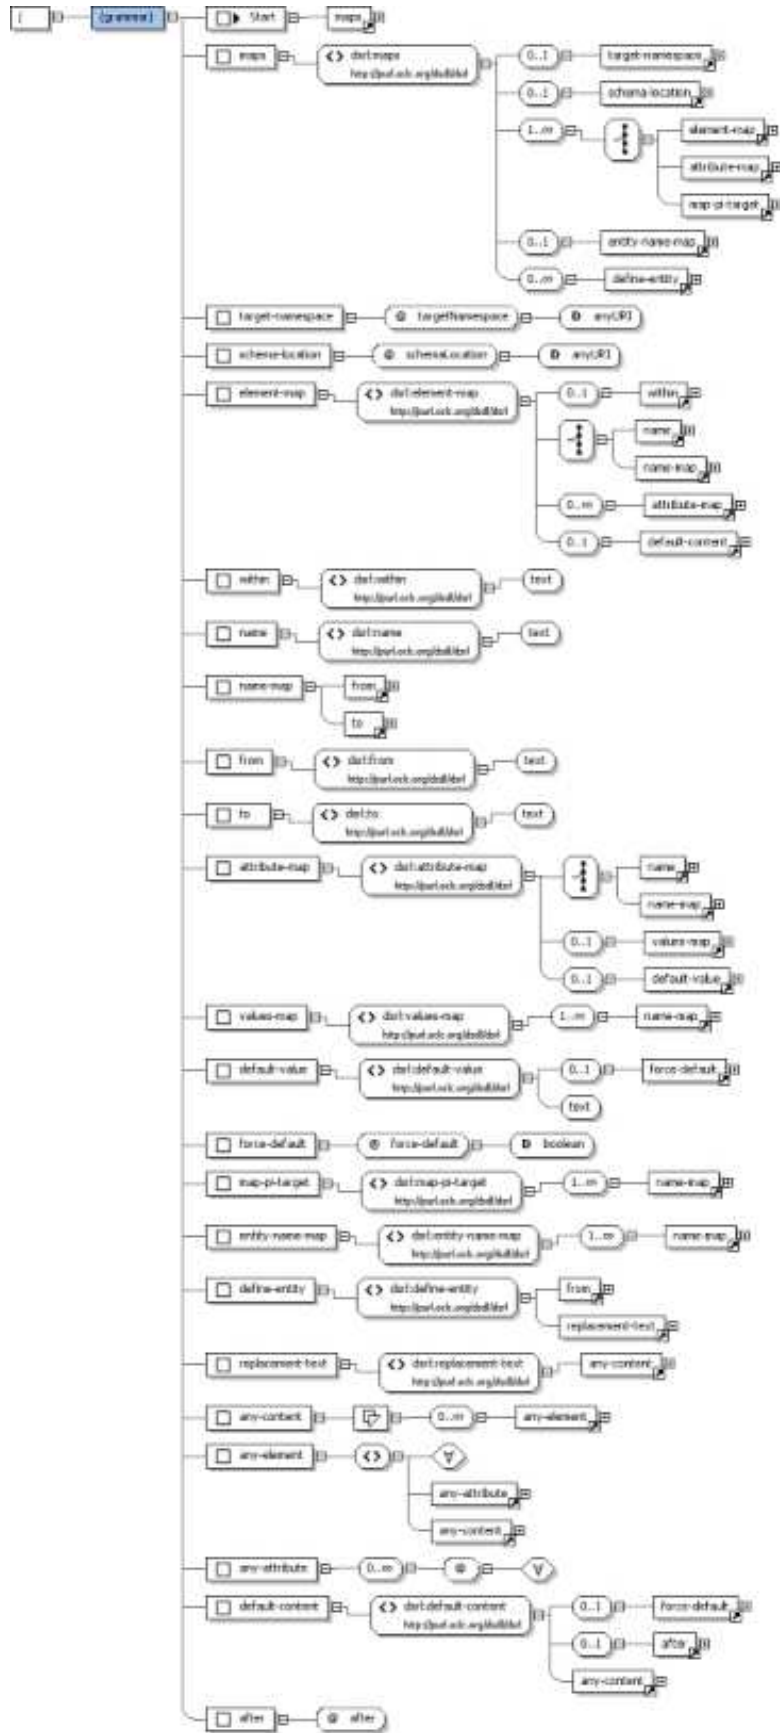 (grammar)
Start
maps
maps
dsrl:maps
http://purl.oclc.org/dsdl/dsrl
0..1
target-namespace
0..1
schema-location
1..∞
element-map
attribute-map
map-pi-target
0..1
entity-name-map
0..∞
define-entity
target-namespace
targetNamespace
anyURI
schema-location
schemaLocation
anyURI
element-map
dsrl:element-map
http://purl.oclc.org/dsdl/dsrl
0..1
within
name
name-map
0..∞
attribute-map
0..1
default-content
within
dsrl:within
http://purl.oclc.org/dsdl/dsrl
text
name
dsrl:name
http://purl.oclc.org/dsdl/dsrl
text
name-map
from
to
from
dsrl:from
http://purl.oclc.org/dsdl/dsrl
text
to
dsrl:to
http://purl.oclc.org/dsdl/dsrl
text
attribute-map
dsrl:attribute-map
http://purl.oclc.org/dsdl/dsrl
name
name-map
0..1
values-map
0..1
default-value
values-map
dsrl:values-map
http://purl.oclc.org/dsdl/dsrl
1..∞
name-map
default-value
dsrl:default-value
http://purl.oclc.org/dsdl/dsrl
0..1
force-default
text
force-default
force-default
boolean
map-pi-target
dsrl:map-pi-target
http://purl.oclc.org/dsdl/dsrl
1..∞
name-map
entity-name-map
dsrl:entity-name-map
http://purl.oclc.org/dsdl/dsrl
1..∞
name-map
define-entity
dsrl:define-entity
http://purl.oclc.org/dsdl/dsrl
from
replacement-text
replacement-text
dsrl:replacement-text
http://purl.oclc.org/dsdl/dsrl
any-content
any-content
0..∞
any-element
any-element
any-attribute
any-content
any-attribute
0..∞
@
default-content
dsrl:default-content
http://purl.oclc.org/dsdl/dsrl
0..1
force-default
0..1
after
any-content
after
@ after